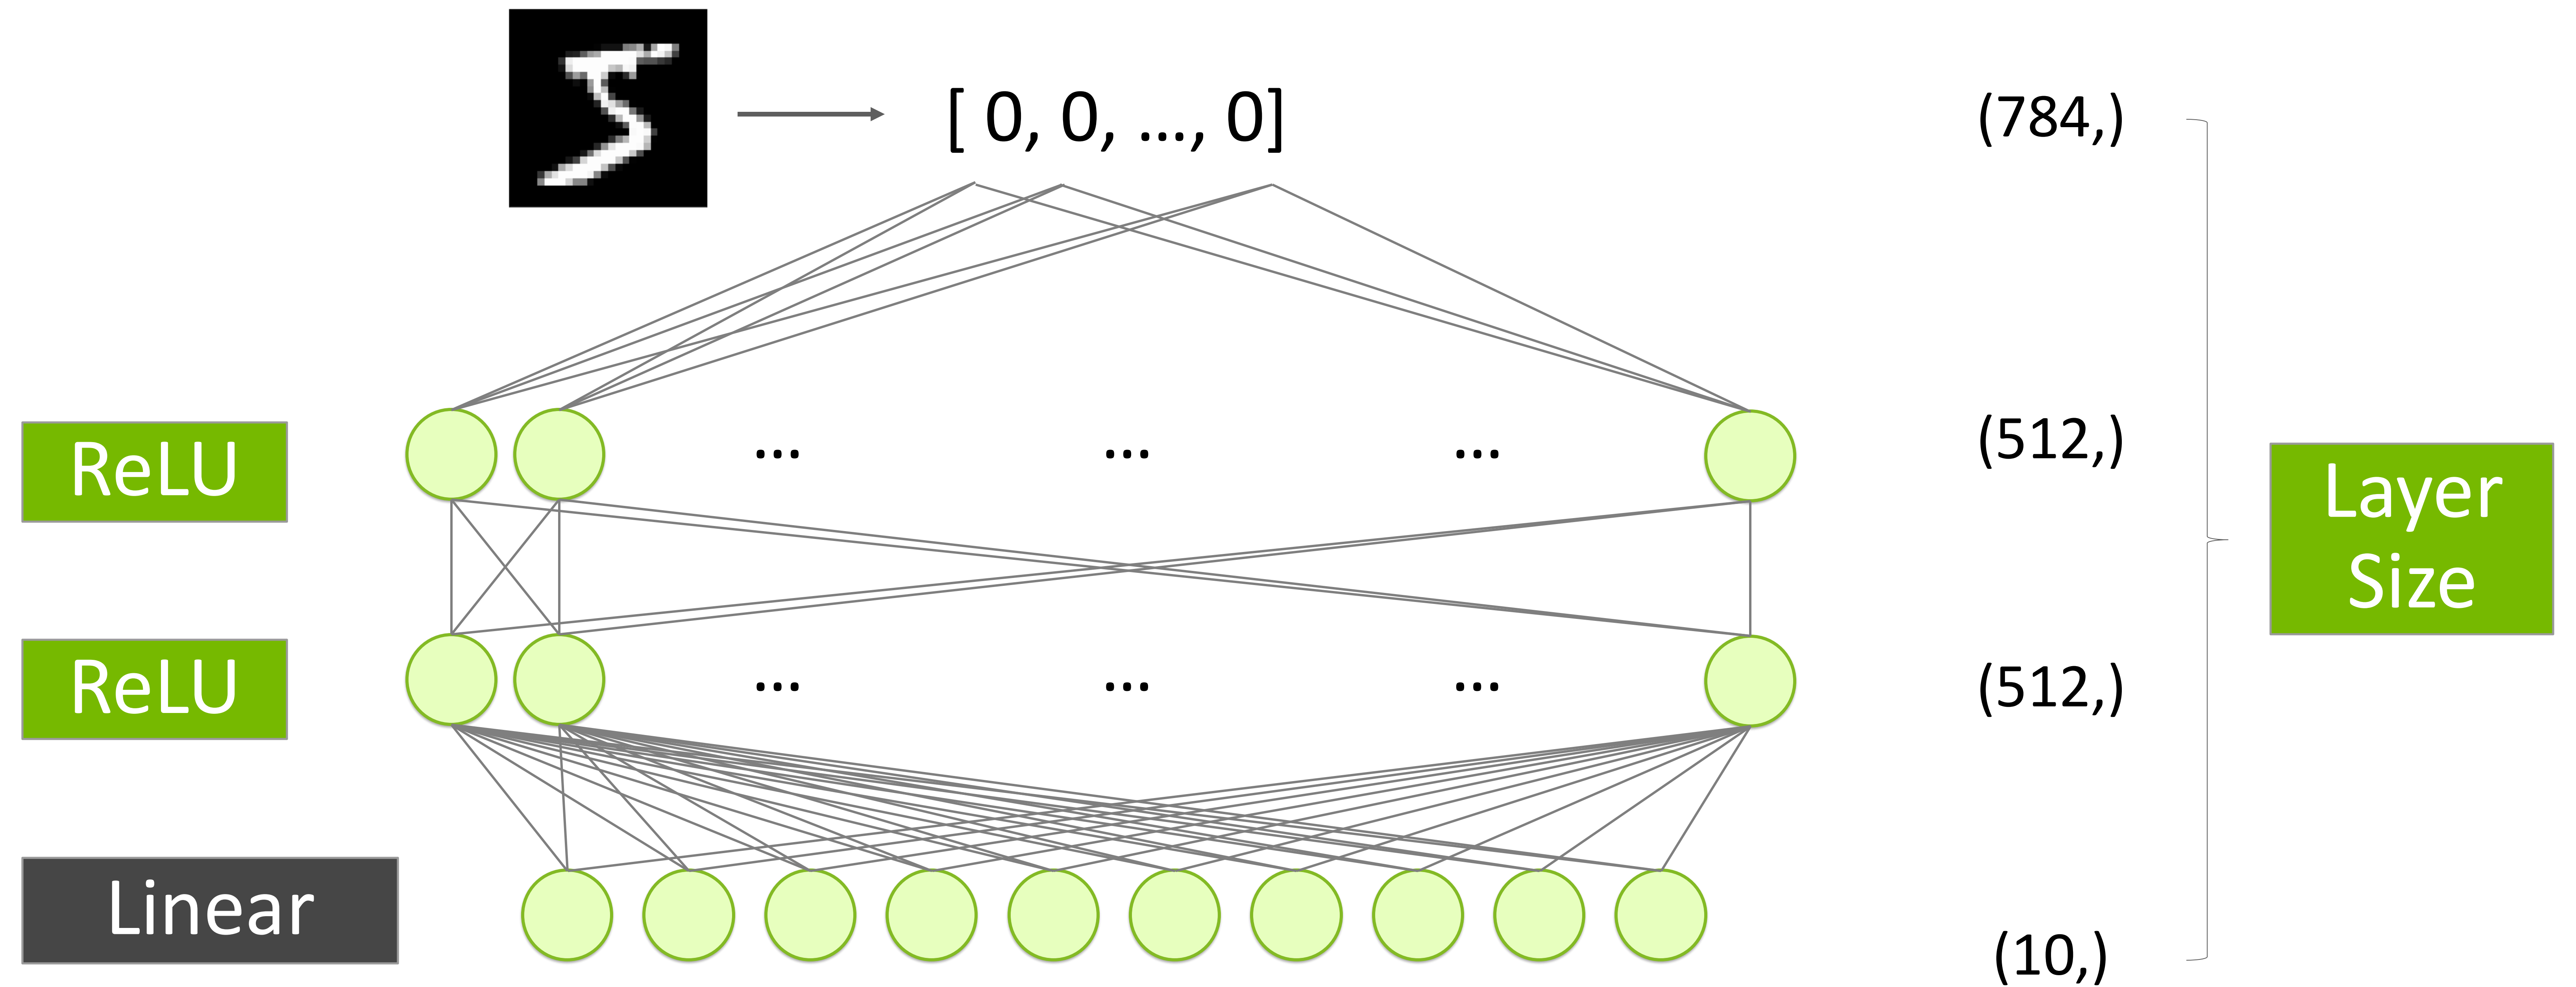 [ 0, 0, ..., 0]
(784,)
ReLU
... ... ...
(512,)
Layer
Size
ReLU
... ... ...
(512,)
Linear
(10,)